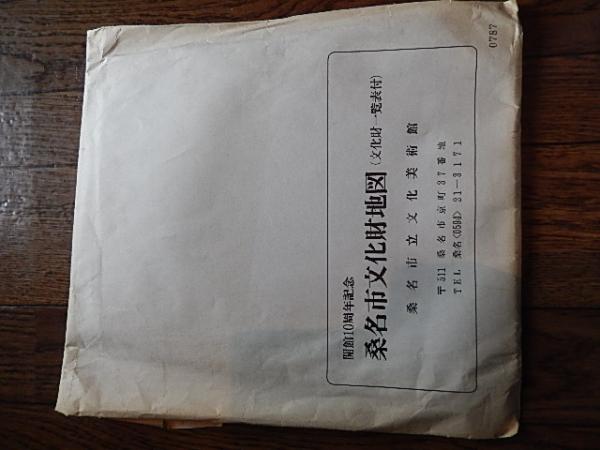 開館10周年記念
桑名市文化財地図(文化財一覧表付)
桑名市立文化美術館
〒511 桑名市京町37番地
TEL 桑名<0594> 21-3171
0787